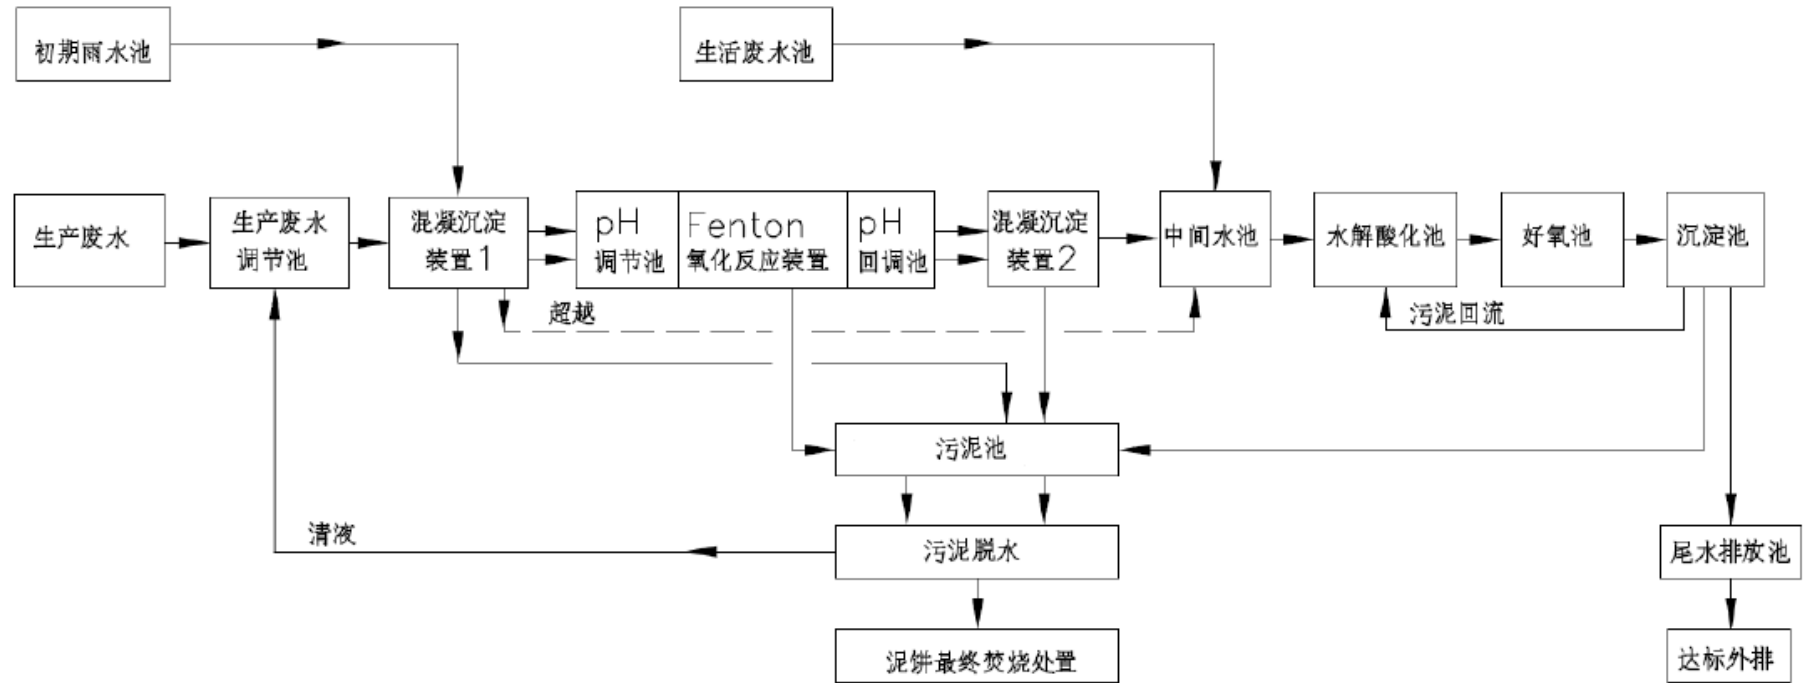 初期雨水池
生活废水池
生产废水
生产废水
调节池
混凝沉淀
装置1
pH
调节池
Fenton
氧化反应装置
pH
回调池
混凝沉淀
装置2
中间水池
水解酸化池
好氧池
沉淀池
超越
污泥回流
污泥池
清液
污泥脱水
尾水排放池
泥饼最终焚烧处置
达标外排